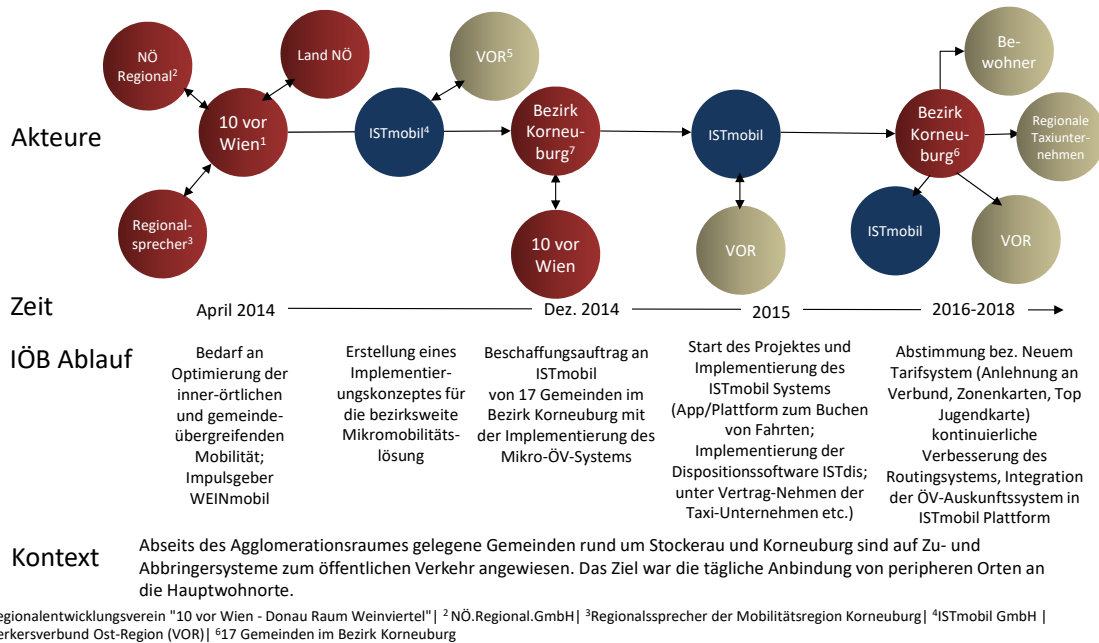 NÖ
Regional²
Land NÖ
10 vor
Wien¹
Regional-
sprecher³
VOR⁵
ISTmobil⁴
Bezirk
Korneu-
burg⁷
10 vor
Wien
ISTmobil
VOR
Be-
wohner
Bezirk
Korneu-
burg⁶
Regionale
Taxiunter-
nehmen
ISTmobil
VOR
Akteure
Zeit
April 2014
Dez. 2014
2015
2016-2018
IÖB Ablauf
Bedarf an
Optimierung der
inner-örtlichen
und gemeinde-
übergreifenden
Mobilität;
Impulsgeber
WEINmobil
Erstellung eines
Implementier-
ungskonzeptes für
die bezirksweite
Mikromobilitäts-
lösung
Beschaffungsauftrag an
ISTmobil
von 17 Gemeinden im
Bezirk Korneuburg mit
der Implementierung des
Mikro-ÖV-Systems
Start des Projektes und
Implementierung des
ISTmobil Systems
(App/Plattform zum Buchen
von Fahrten;
Implementierung der
Dispositionssoftware ISTdis;
unter Vertrag-Nehmen der
Taxi-Unternehmen etc.)
Abstimmung bez. Neuem
Tarifsystem (Anlehnung an
Verbund, Zonenkarten, Top
Jugendkarte)
kontinuierliche
Verbesserung des
Routingsystems, Integration
der ÖV-Auskunftssystem in
ISTmobil Plattform
Kontext
Abseits des Agglomerationsraumes gelegene Gemeinden rund um Stockerau und Korneuburg sind auf Zu- und
Abbringersysteme zum öffentlichen Verkehr angewiesen. Das Ziel war die tägliche Anbindung von peripheren Orten an
die Hauptwohnorte.
egionalentwicklungsverein "10 vor Wien - Donau Raum Weinviertel"| ² NÖ.Regional.GmbH| ³Regionalssprecher der Mobilitätsregion Korneuburg| ⁴ISTmobil GmbH |
erkersverbund Ost-Region (VOR)| ⁶17 Gemeinden im Bezirk Korneuburg